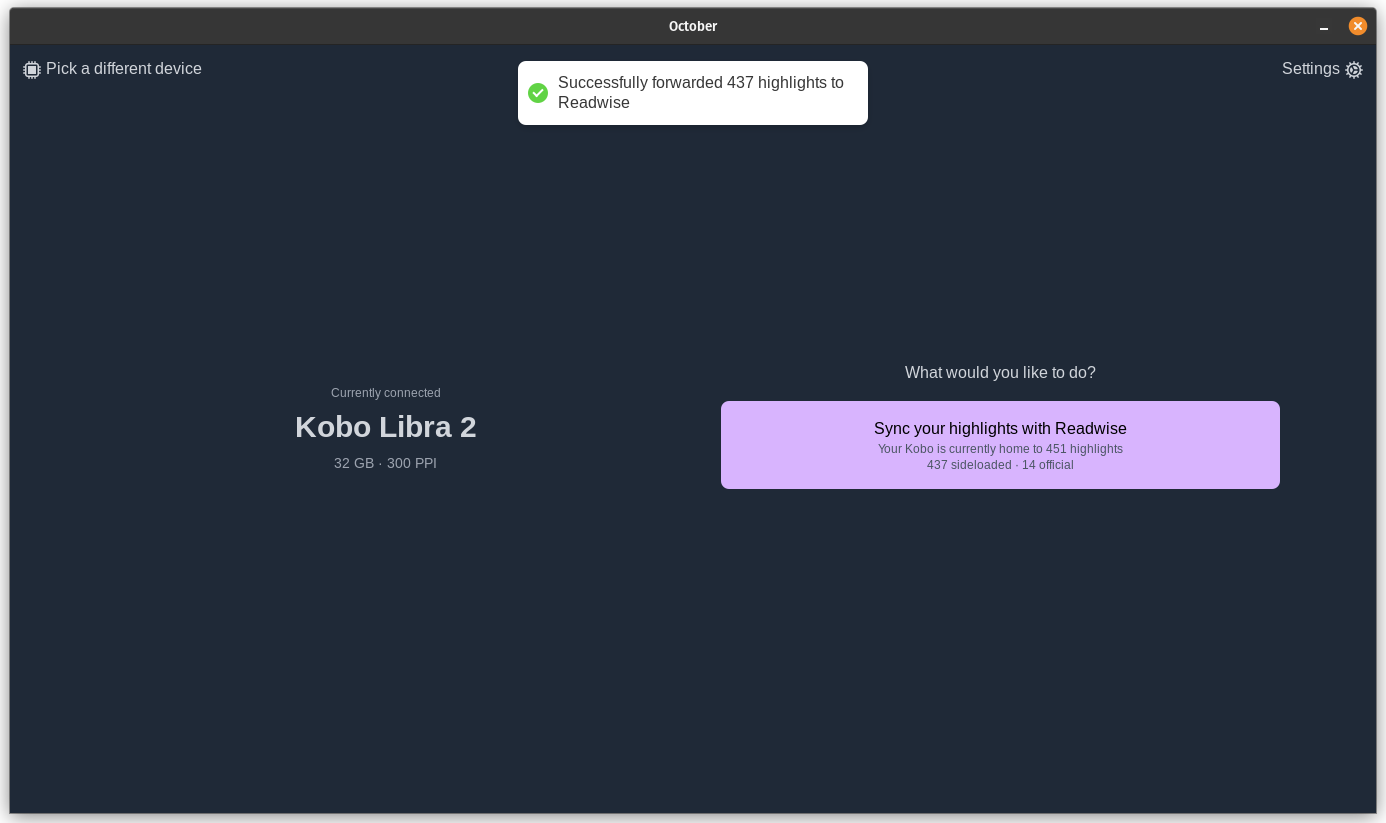 October
Pick a different device
Settings
Successfully forwarded 437 highlights to
Readwise
Currently connected
Kobo Libra 2
32 GB · 300 PPI
What would you like to do?
Sync your highlights with Readwise
Your Kobo is currently home to 451 highlights
437 sideloaded · 14 official